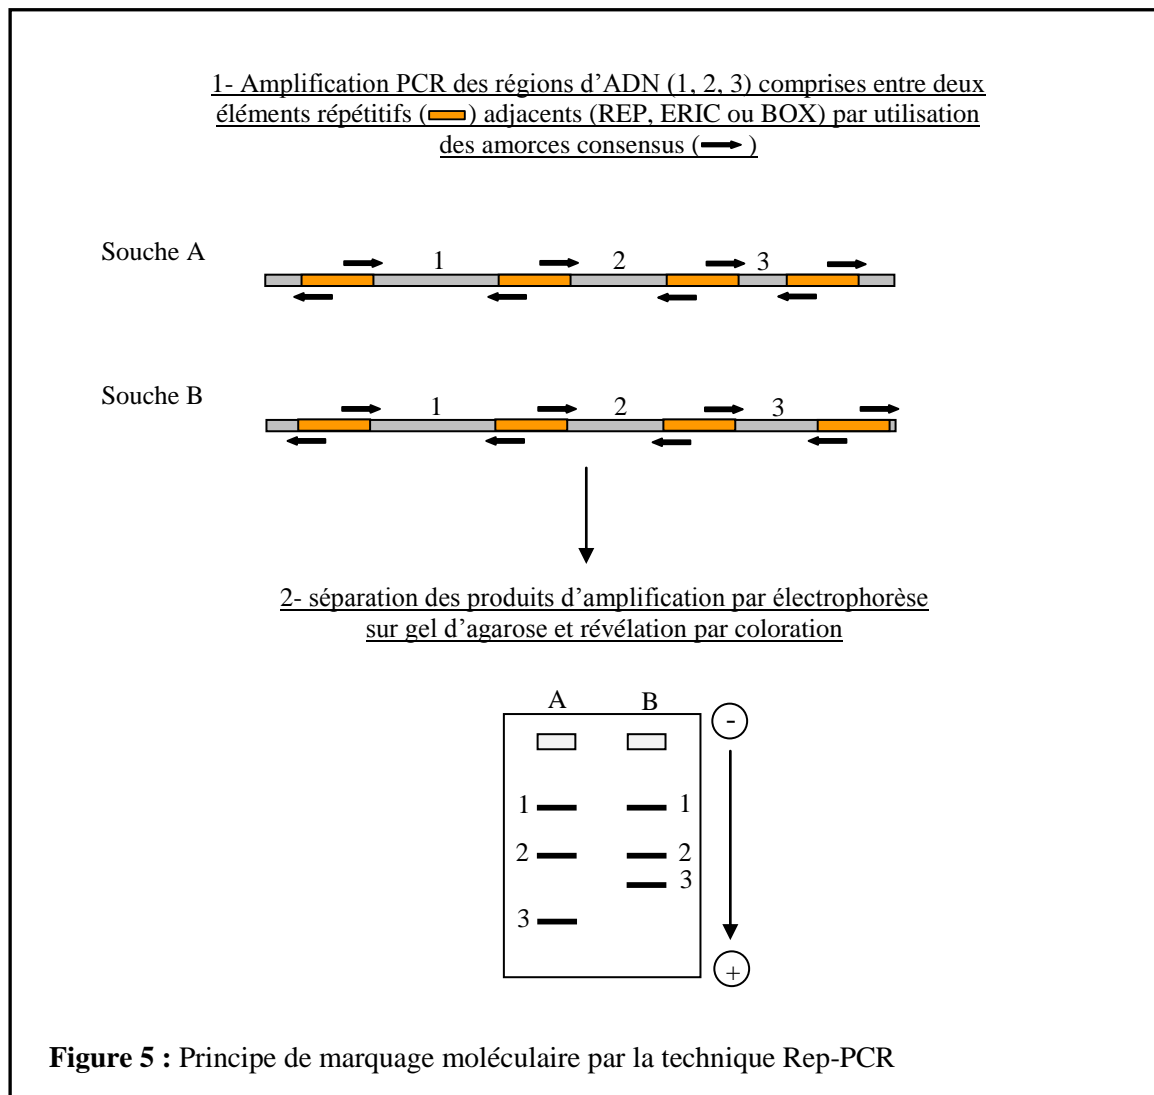 1- Amplification PCR des régions d’ADN (1, 2, 3) comprises entre deux
éléments répétitifs ( ) adjacents (REP, ERIC ou BOX) par utilisation
des amorces consensus ( )
Souche A
1 2 3
Souche B
1 2 3
2- séparation des produits d’amplification par électrophorèse
sur gel d’agarose et révélation par coloration
A B
-
1 1
2 2
3
3
+
Figure 5 : Principe de marquage moléculaire par la technique Rep-PCR